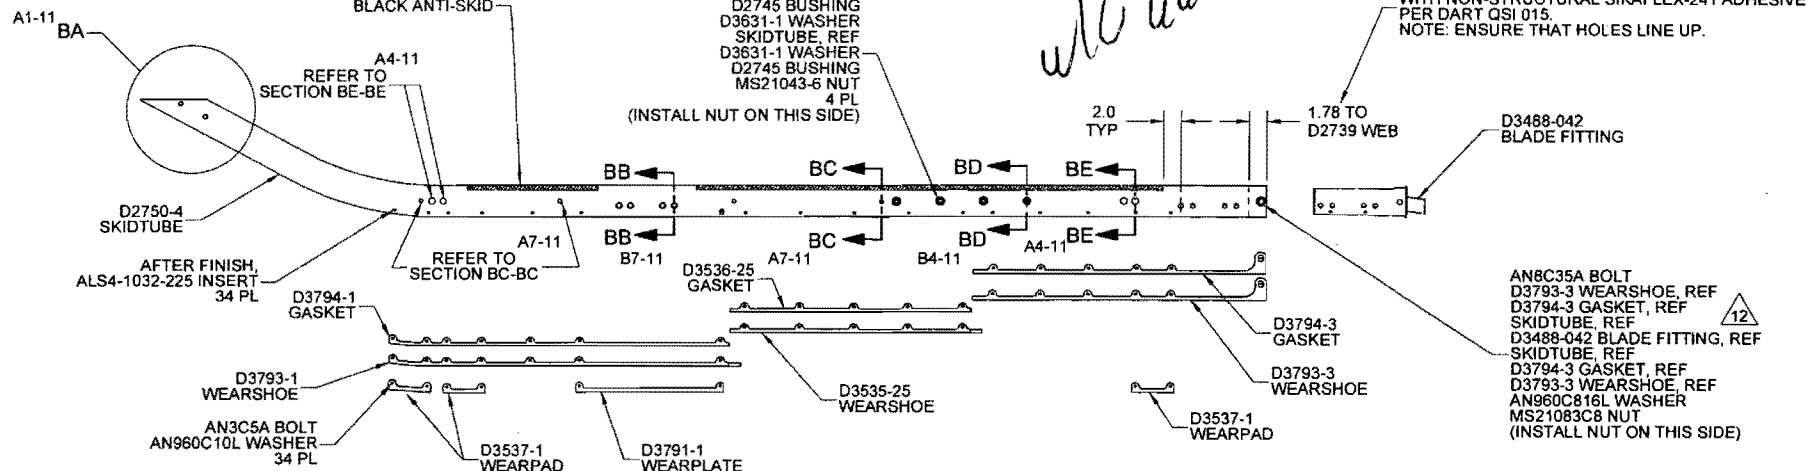 A1-11
BA
BLACK ANTI-SKID
A4-11
REFER TO
SECTION BE-BE
D2745 BUSHING
D3631-1 WASHER
SKIDTUBE, REF
D3631-1 WASHER
D2745 BUSHING
MS21043-6 NUT
4 PL
(INSTALL NUT ON THIS SIDE)
WITH NON-STRUCTURAL SIKAFLEX-241 ADHESIVE
PER DART QSI 015.
NOTE: ENSURE THAT HOLES LINE UP.
2.0
TYP
1.78 TO
D2739 WEB
D3488-042
BLADE FITTING
BB
BC
BD
BE
D2750-4
SKIDTUBE
BB
BC
BD
BE
A7-11
B7-11
A7-11
B4-11
A4-11
REFER TO
SECTION BC-BC
AFTER FINISH,
ALS4-1032-225 INSERT
34 PL
D3794-1
GASKET
D3536-25
GASKET
D3794-3
GASKET
D3793-1
WEARSHOE
D3535-25
WEARSHOE
D3793-3
WEARSHOE
AN3C5A BOLT
AN960C10L WASHER
34 PL
D3537-1
WEARPAD
D3791-1
WEARPLATE
D3537-1
WEARPAD
AN8C35A BOLT
D3793-3 WEARSHOE, REF
D3794-3 GASKET, REF
SKIDTUBE, REF
12
D3488-042 BLADE FITTING, REF
SKIDTUBE, REF
D3794-3 GASKET, REF
D3793-3 WEARSHOE, REF
AN960C816L WASHER
MS21083C8 NUT
(INSTALL NUT ON THIS SIDE)